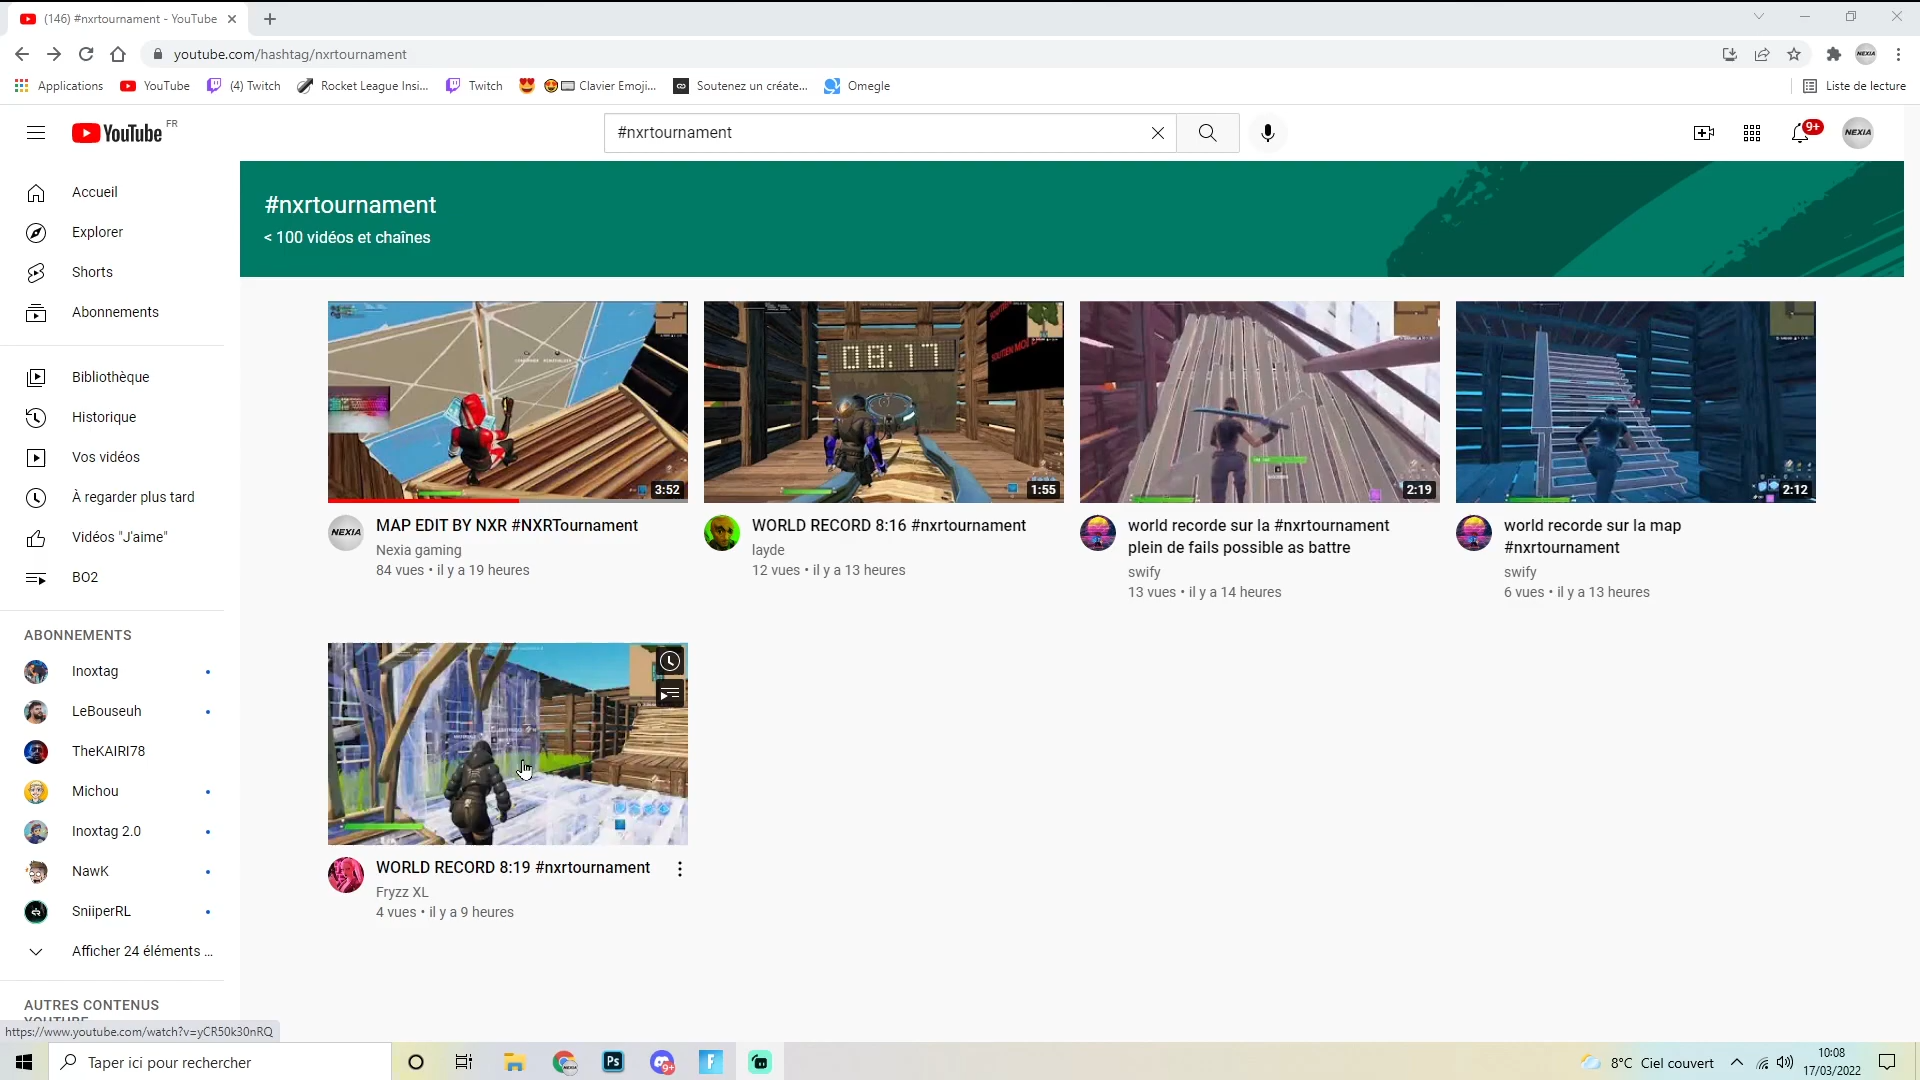 (146) #nxrtournament - YouTube
youtube.com/hashtag/nxrtournament
NEXIA
Applications
YouTube
(4) Twitch
Rocket League Insi...
Twitch
Clavier Emoji...
Soutenez un créate...
Omegle
Liste de lecture
YouTube FR
#nxrtournament
9+
NEXIA
Accueil
Explorer
Shorts
Abonnements
Bibliothèque
Historique
Vos vidéos
À regarder plus tard
Vidéos "J'aime"
BO2
ABONNEMENTS
Inoxtag
LeBouseuh
TheKAIRI78
Michou
Inoxtag 2.0
NawK
SniiperRL
Afficher 24 éléments ...
AUTRES CONTENUS
YOUTUBE
#nxrtournament
< 100 vidéos et chaînes
3:52
NEXIA
MAP EDIT BY NXR #NXRTournament
Nexia gaming
84 vues • il y a 19 heures
08:17
1:55
WORLD RECORD 8:16 #nxrtournament
layde
12 vues • il y a 13 heures
2:19
world recorde sur la #nxrtournament
plein de fails possible as battre
swify
13 vues • il y a 14 heures
2:12
world recorde sur la map
#nxrtournament
swify
6 vues • il y a 13 heures
WORLD RECORD 8:19 #nxrtournament
Fryzz XL
4 vues • il y a 9 heures
https://www.youtube.com/watch?v=yCR50k30nRQ
Taper ici pour rechercher
Ps
9+
F
8°C Ciel couvert
10:08
17/03/2022